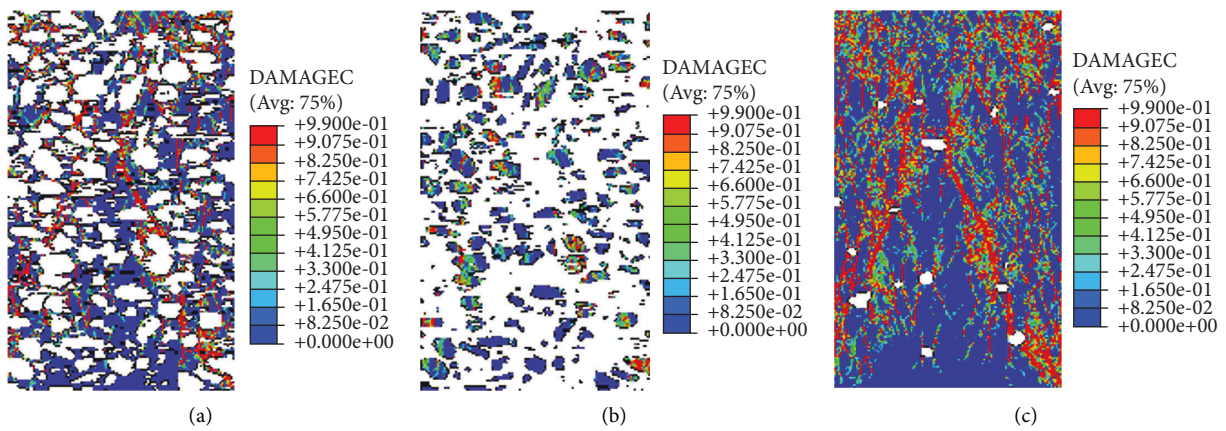 DAMAGEC
(Avg: 75%)
+9.900e-01
+9.075e-01
+8.250e-01
+7.425e-01
+6.600e-01
+5.775e-01
+4.950e-01
+4.125e-01
+3.300e-01
+2.475e-01
+1.650e-01
+8.250e-02
+0.000e+00
(a)
DAMAGEC
(Avg: 75%)
+9.900e-01
+9.075e-01
+8.250e-01
+7.425e-01
+6.600e-01
+5.775e-01
+4.950e-01
+4.125e-01
+3.300e-01
+2.475e-01
+1.650e-01
+8.250e-02
+0.000e+00
(b)
DAMAGEC
(Avg: 75%)
+9.900e-01
+9.075e-01
+8.250e-01
+7.425e-01
+6.600e-01
+5.775e-01
+4.950e-01
+4.125e-01
+3.300e-01
+2.475e-01
+1.650e-01
+8.250e-02
+0.000e+00
(c)